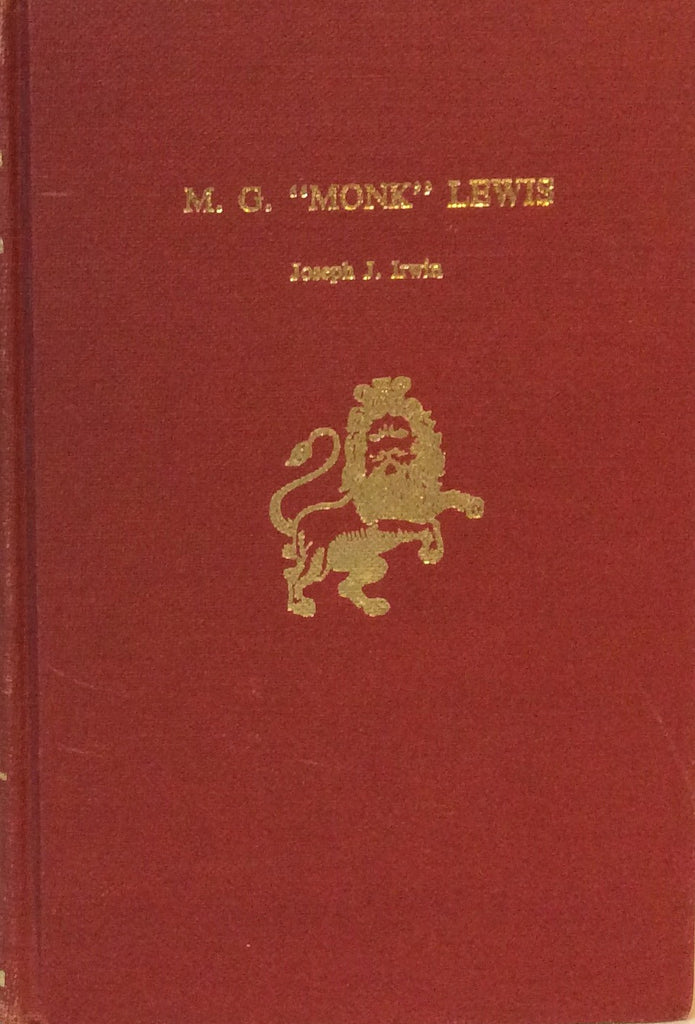 M. G. “MONK” LEWIS
Joseph J. Irwin